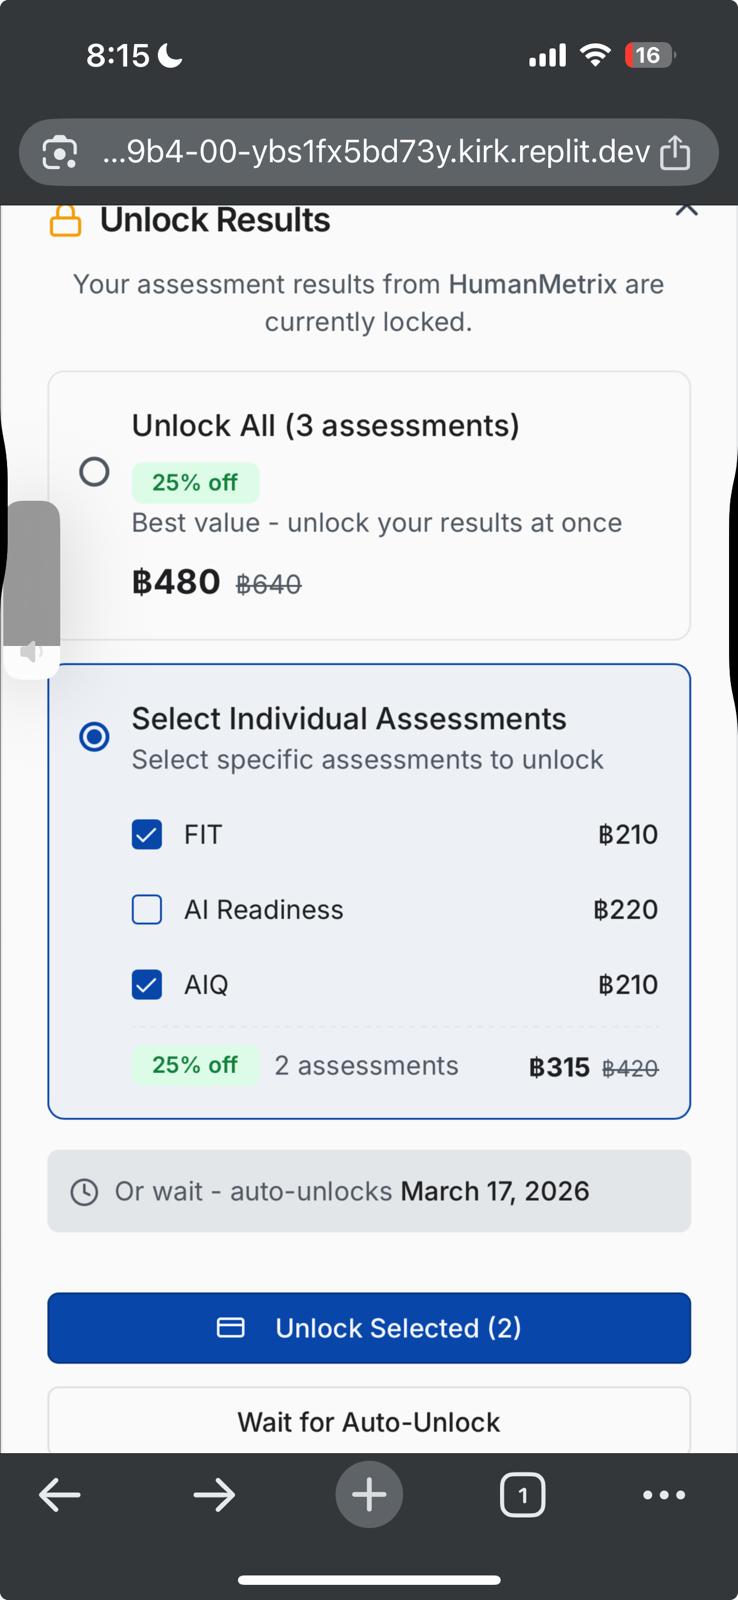 8:15
16
...9b4-00-ybs1fx5bd73y.kirk.replit.dev
Unlock Results
Your assessment results from HumanMetrix are
currently locked.
Unlock All (3 assessments)
25% off
Best value - unlock your results at once
฿480 ฿640
Select Individual Assessments
Select specific assessments to unlock
FIT ฿210
AI Readiness ฿220
AIQ ฿210
25% off 2 assessments ฿315 ฿420
Or wait - auto-unlocks March 17, 2026
Unlock Selected (2)
Wait for Auto-Unlock
1